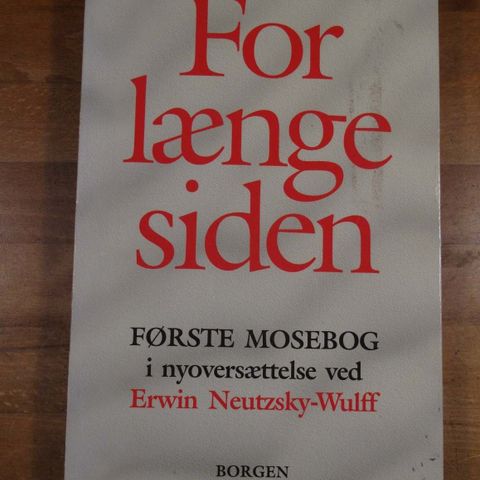 For
længe
siden
FØRSTE MOSEBOG
i nyoversættelse ved
Erwin Neutzsky-Wulff
BORGEN